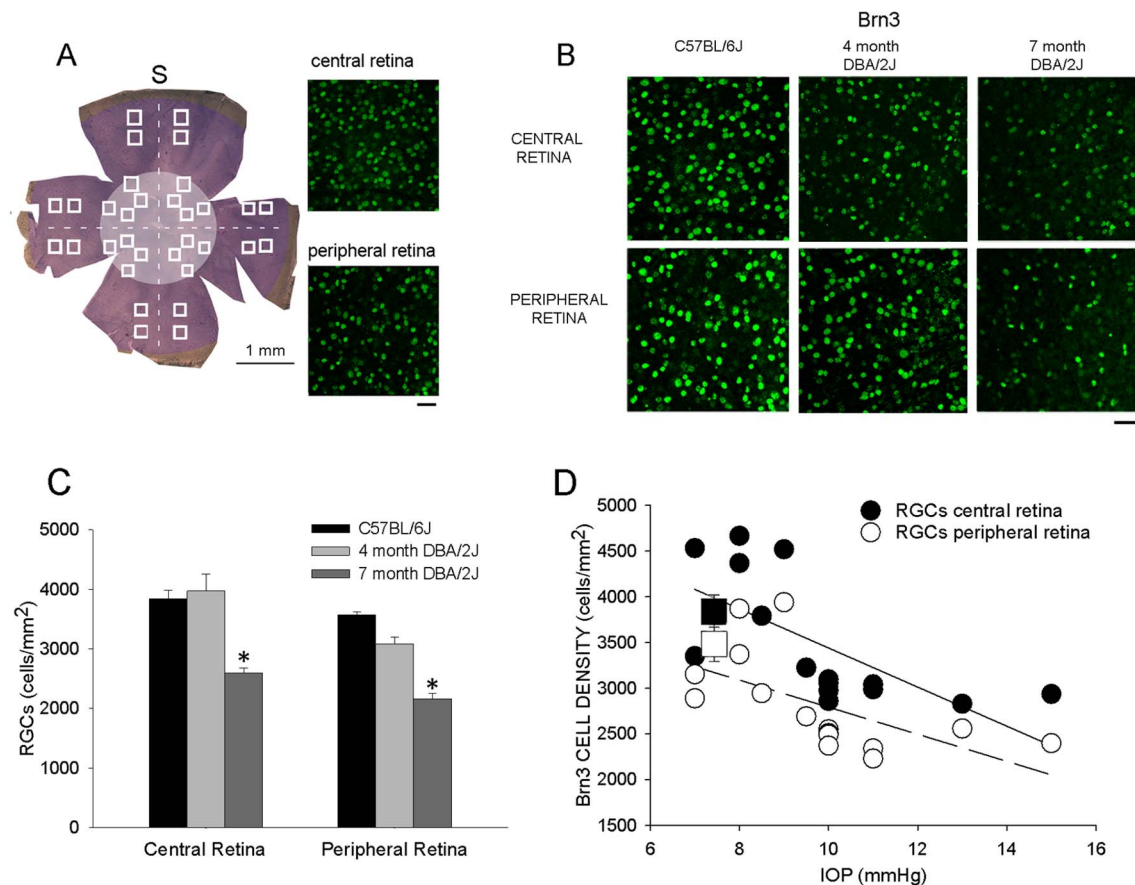 A
S
central retina
peripheral retina
1 mm
B
Brn3
C57BL/6J
4 month
DBA/2J
7 month
DBA/2J
CENTRAL
RETINA
PERIPHERAL
RETINA
C
C57BL/6J
4 month DBA/2J
7 month DBA/2J
RGCs (cells/mm²)
5000
4000
3000
2000
1000
0
*
*
Central Retina
Peripheral Retina
D
RGCs central retina
RGCs peripheral retina
Brn3 CELL DENSITY (cells/mm²)
5000
4500
4000
3500
3000
2500
2000
1500
6
8
10
12
14
16
IOP (mmHg)